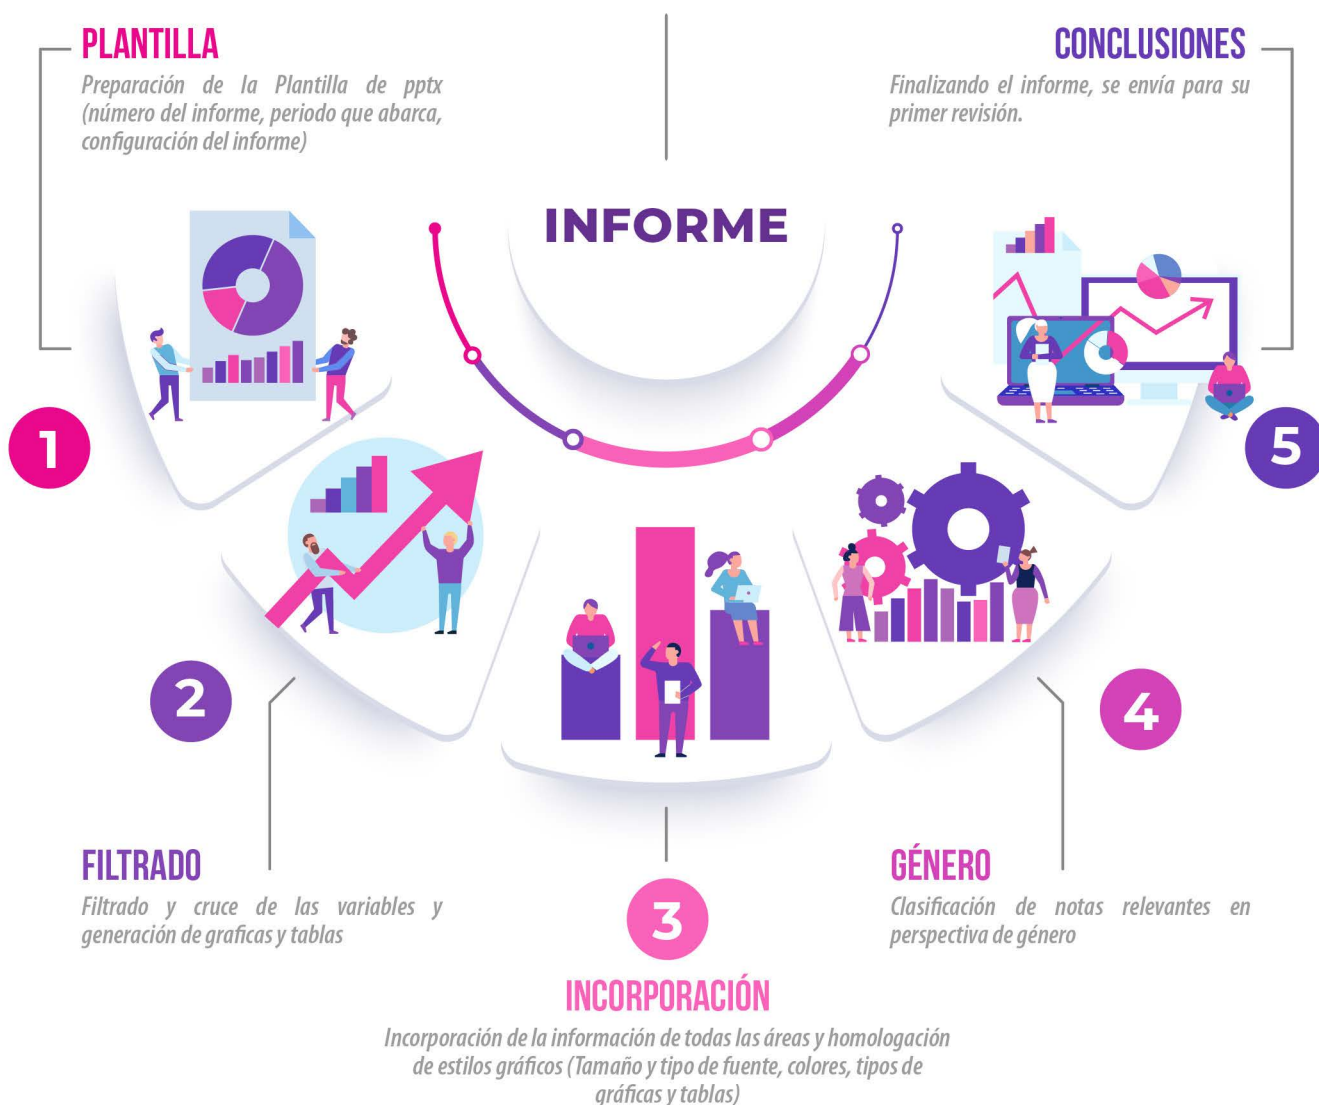 PLANTILLA
Preparación de la Plantilla de pptx
(número del informe, periodo que abarca,
configuración del informe)
CONCLUSIONES
Finalizando el informe, se envía para su
primer revisión.
INFORME
1
5
2
4
FILTRADO
Filtrado y cruce de las variables y
generación de graficas y tablas
GÉNERO
Clasificación de notas relevantes en
perspectiva de género
3
INCORPORACIÓN
Incorporación de la información de todas las áreas y homologación
de estilos gráficos (Tamaño y tipo de fuente, colores, tipos de
gráficas y tablas)